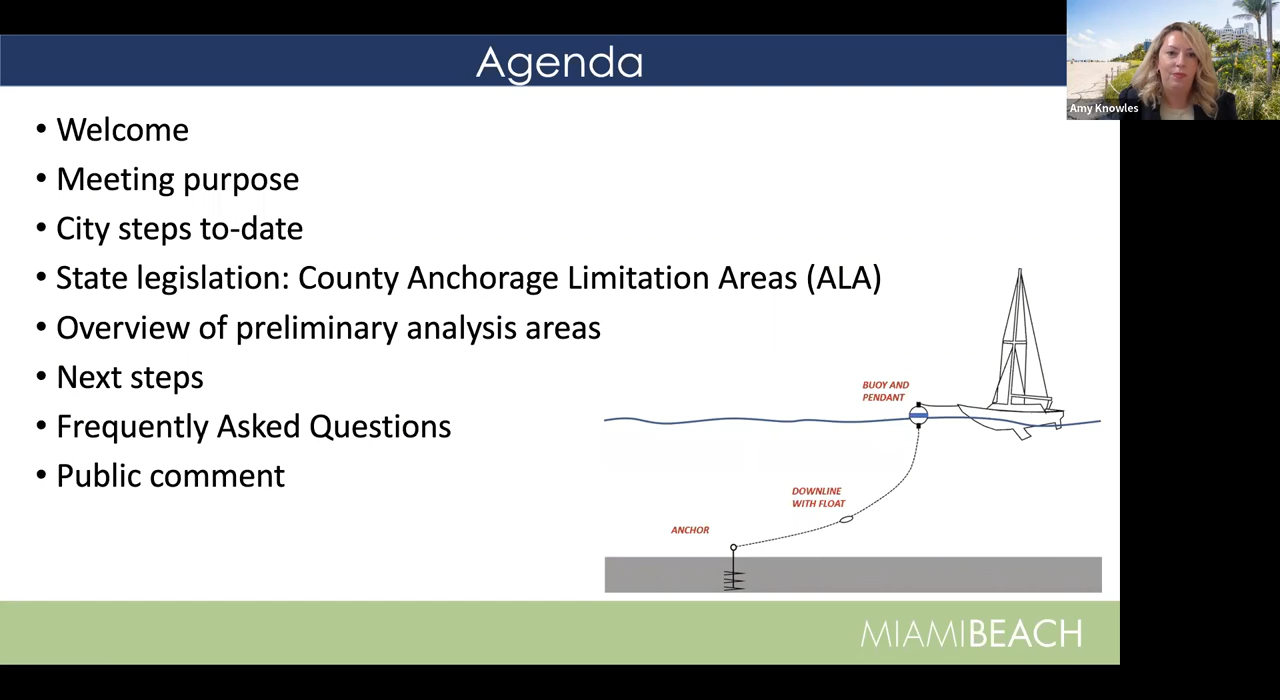 Agenda
Amy Knowles
• Welcome
• Meeting purpose
• City steps to-date
• State legislation: County Anchorage Limitation Areas (ALA)
• Overview of preliminary analysis areas
• Next steps
• Frequently Asked Questions
• Public comment
BUOY AND
PENDANT
DOWNLINE
WITH FLOAT
ANCHOR
MIAMIBEACH